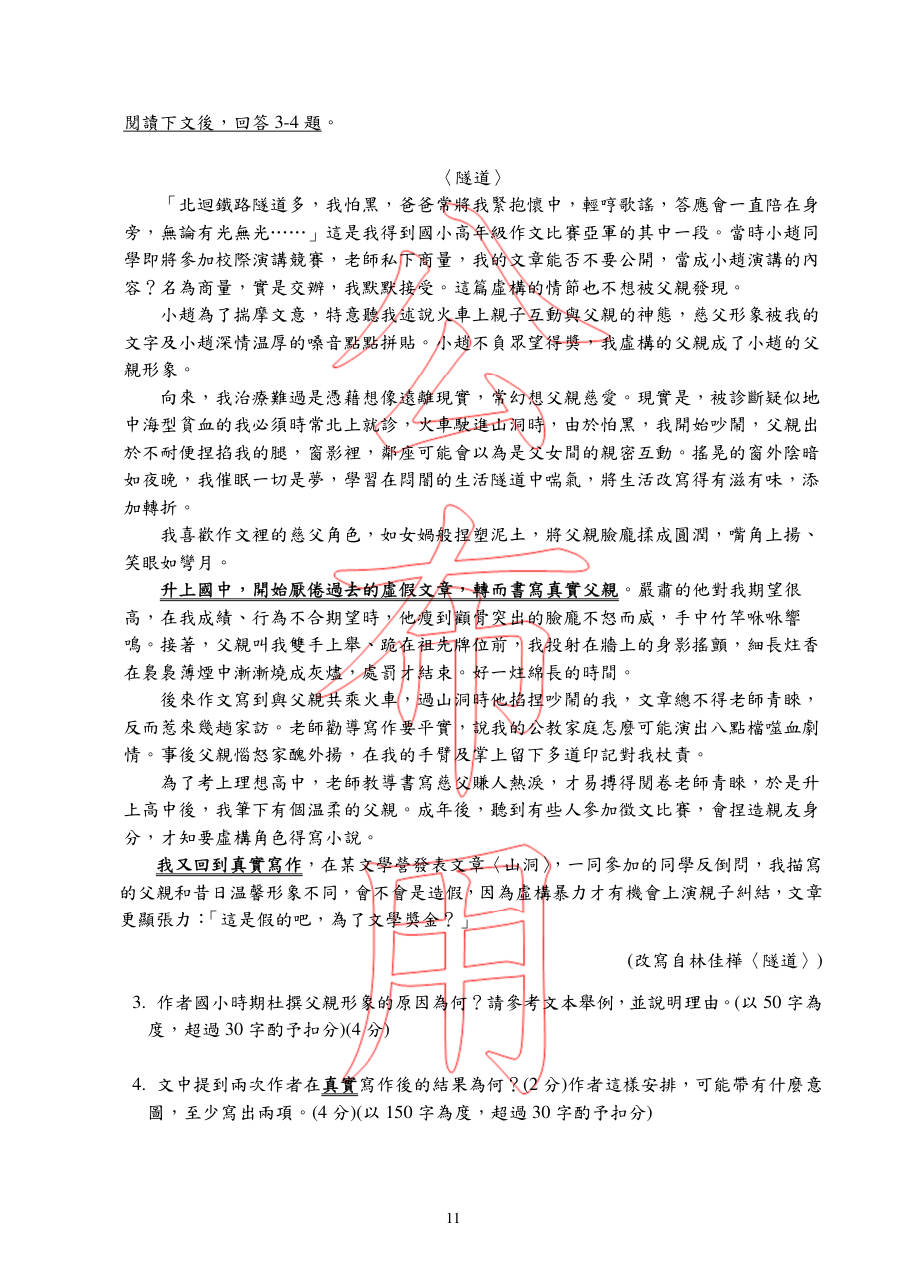 閱讀下文後，回答 3-4 題。
〈隧道〉
「北迴鐵路隧道多，我怕黑，爸爸常將我緊抱懷中，輕哼歌謠，答應會一直陪在身
旁，無論有光無光……」這是我得到國小高年級作文比賽亞軍的其中一段。當時小趙同
學即將參加校際演講競賽，老師私下商量，我的文章能否不要公開，當成小趙演講的內
容？名為商量，實是交辦，我默默接受。這篇虛構的情節也不想被父親發現。
小趙為了揣摩文意，特意聽我述說火車上親子互動與父親的神態，慈父形象被我的
文字及小趙深情溫厚的嗓音點點拼貼。小趙不負眾望得獎，我虛構的父親成了小趙的父
親形象。
向來，我治療難過是憑藉想像遠離現實，常幻想父親慈愛。現實是，被診斷疑似地
中海型貧血的我必須時常北上就診，火車駛進山洞時，由於怕黑，我開始吵鬧，父親出
於不耐便捏掐我的腿，窗影裡，鄰座可能會以為是父女間的親密互動。搖晃的窗外陰暗
如夜晚，我催眠一切是夢，學習在悶闇的生活隧道中喘氣，將生活改寫得有滋有味，添
加轉折。
我喜歡作文裡的慈父角色，如女媧般捏塑泥土，將父親臉龐揉成圓潤，嘴角上揚、
笑眼如彎月。
升上國中，開始厭倦過去的虛假文章，轉而書寫真實父親。嚴肅的他對我期望很
高，在我成績、行為不合期望時，他瘦到顴骨突出的臉龐不怒而威，手中竹竿咻咻響
鳴。接著，父親叫我雙手上舉、跪在祖先牌位前，我投射在牆上的身影搖顫，細長炷香
在裊裊薄煙中漸漸燒成灰燼，處罰才結束。好一炷綿長的時間。
後來作文寫到與父親共乘火車，過山洞時他掐捏吵鬧的我，文章總不得老師青睞，
反而惹來幾趟家訪。老師勸導寫作要平實，說我的公教家庭怎麼可能演出八點檔噬血劇
情。事後父親惱怒家醜外揚，在我的手臂及掌上留下多道印記對我杖責。
為了考上理想高中，老師教導書寫慈父賺人熱淚，才易搏得閱卷老師青睞，於是升
上高中後，我筆下有個溫柔的父親。成年後，聽到有些人參加徵文比賽，會捏造親友身
分，才知要虛構角色得寫小說。
我又回到真實寫作，在某文學營發表文章〈山洞〉，一同參加的同學反倒問，我描寫
的父親和昔日溫馨形象不同，會不會是造假，因為虛構暴力才有機會上演親子糾結，文章
更顯張力：「這是假的吧，為了文學獎金？」
(改寫自林佳樺〈隧道〉)
3. 作者國小時期杜撰父親形象的原因為何？請參考文本舉例，並說明理由。(以 50 字為
度，超過 30 字酌予扣分)(4 分)
4. 文中提到兩次作者在真實寫作後的結果為何？(2 分)作者這樣安排，可能帶有什麼意
圖，至少寫出兩項。(4 分)(以 150 字為度，超過 30 字酌予扣分)
公布用
11